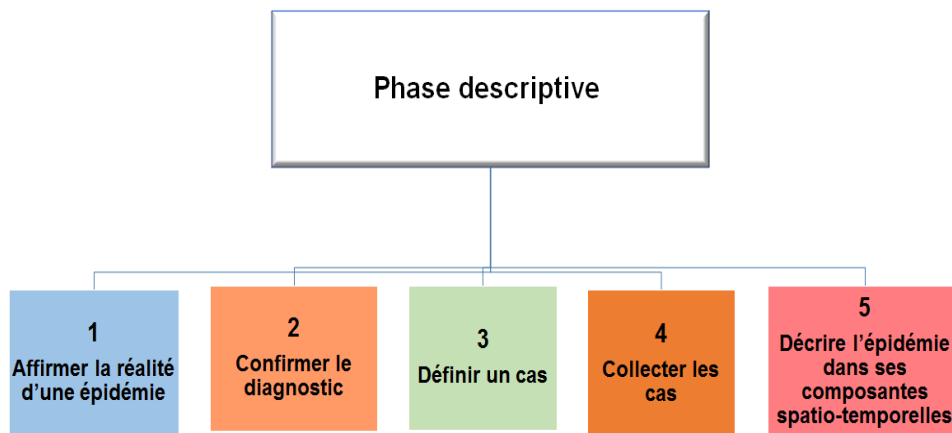 Phase descriptive
1
Affirmer la réalité
d'une épidémie
2
Confirmer le
diagnostic
3
Définir un cas
4
Collecter les
cas
5
Décrire l'épidémie
dans ses
composantes
spatio-temporelles